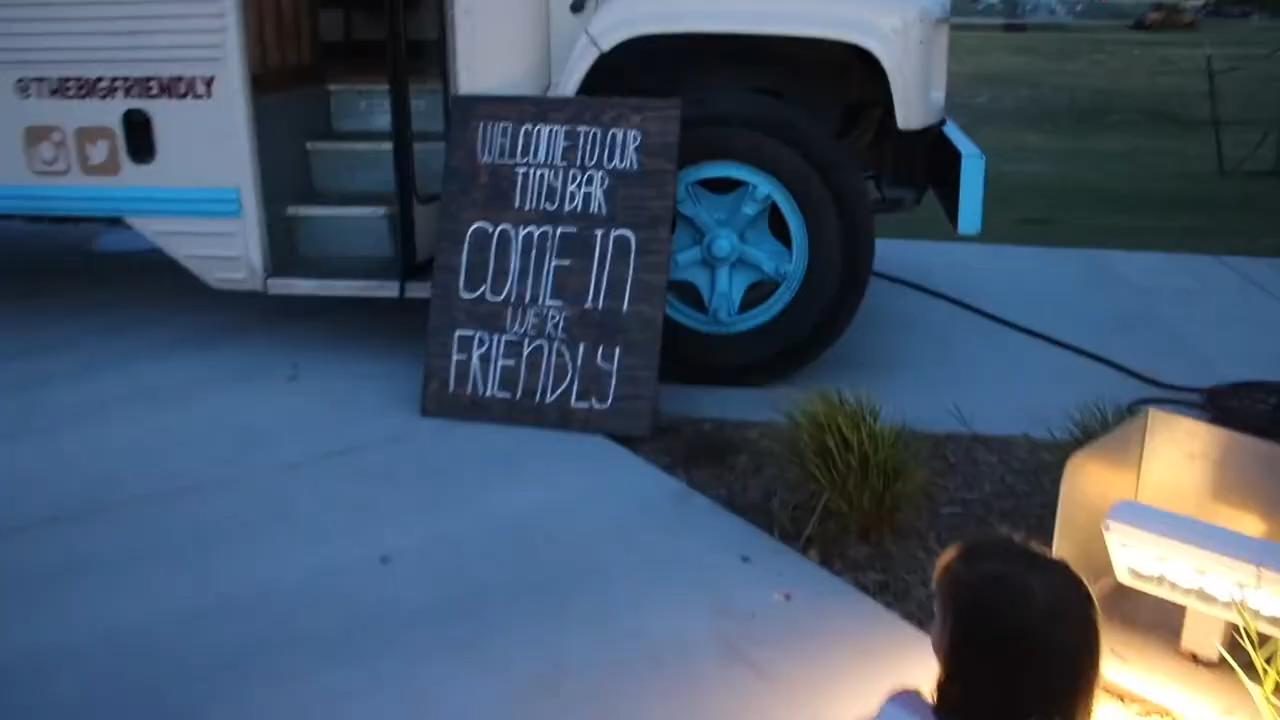 @THEBIGFRIENDLY
WELCOME TO OUR
TINY BAR
COME IN
WE'RE
FRIENDLY